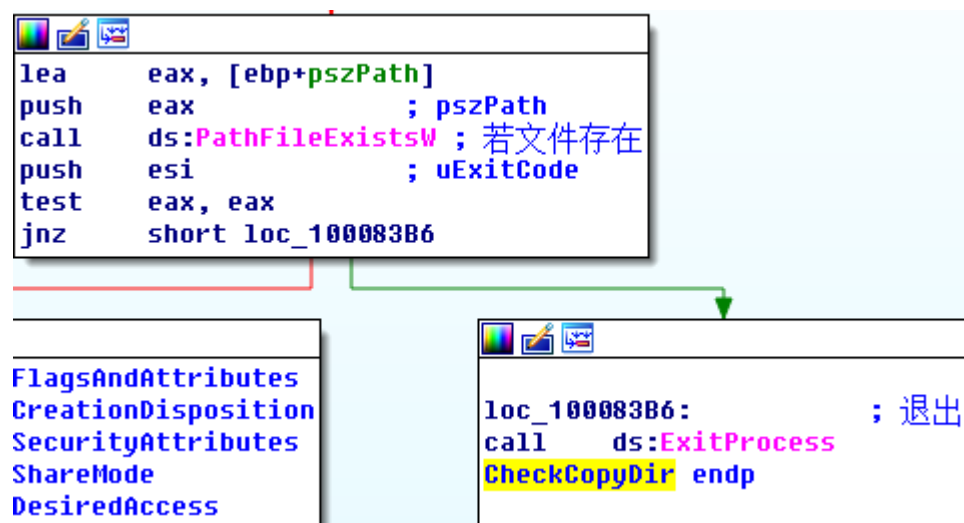 lea     eax, [ebp+pszPath]
push    eax             ; pszPath
call    ds:PathFileExistsW ; 若文件存在
push    esi             ; uExitCode
test    eax, eax
jnz     short loc_100083B6
FlagsAndAttributes
CreationDisposition
SecurityAttributes
ShareMode
DesiredAccess
loc_100083B6:           ; 退出
call    ds:ExitProcess
CheckCopyDir endp